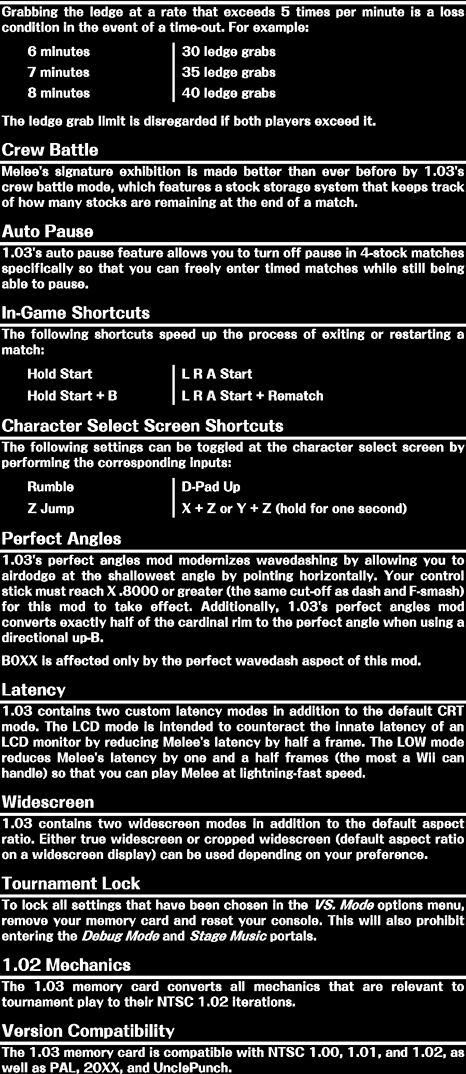 Grabbing the ledge at a rate that exceeds 5 times per minute is a loss
condition in the event of a time-out. For example:
6 minutes 30 ledge grabs
7 minutes 35 ledge grabs
8 minutes 40 ledge grabs
The ledge grab limit is disregarded if both players exceed it.
Crew Battle
Melee's signature exhibition is made better than ever before by 1.03's
crew battle mode, which features a stock storage system that keeps track
of how many stocks are remaining at the end of a match.
Auto Pause
1.03's auto pause feature allows you to turn off pause in 4-stock matches
specifically so that you can freely enter timed matches while still being
able to pause.
In-Game Shortcuts
The following shortcuts speed up the process of exiting or restarting a
match:
Hold Start L R A Start
Hold Start + B L R A Start + Rematch
Character Select Screen Shortcuts
The following settings can be toggled at the character select screen by
performing the corresponding inputs:
Rumble D-Pad Up
Z Jump X + Z or Y + Z (hold for one second)
Perfect Angles
1.03's perfect angles mod modernizes wavedashing by allowing you to
airdodge at the shallowest angle by pointing horizontally. Your control
stick must reach X .8000 or greater (the same cut-off as dash and F-smash)
for this mod to take effect. Additionally, 1.03's perfect angles mod
converts exactly half of the cardinal rim to the perfect angle when using a
directional up-B.
B0XX is affected only by the perfect wavedash aspect of this mod.
Latency
1.03 contains two custom latency modes in addition to the default CRT
mode. The LCD mode is intended to counteract the innate latency of an
LCD monitor by reducing Melee's latency by half a frame. The LOW mode
reduces Melee's latency by one and a half frames (the most a Wii can
handle) so that you can play Melee at lightning-fast speed.
Widescreen
1.03 contains two widescreen modes in addition to the default aspect
ratio. Either true widescreen or cropped widescreen (default aspect ratio
on a widescreen display) can be used depending on your preference.
Tournament Lock
To lock all settings that have been chosen in the VS. Mode options menu,
remove your memory card and reset your console. This will also prohibit
entering the Debug Mode and Stage Music portals.
1.02 Mechanics
The 1.03 memory card converts all mechanics that are relevant to
tournament play to their NTSC 1.02 iterations.
Version Compatibility
The 1.03 memory card is compatible with NTSC 1.00, 1.01, and 1.02, as
well as PAL, 20XX, and UnclePunch.